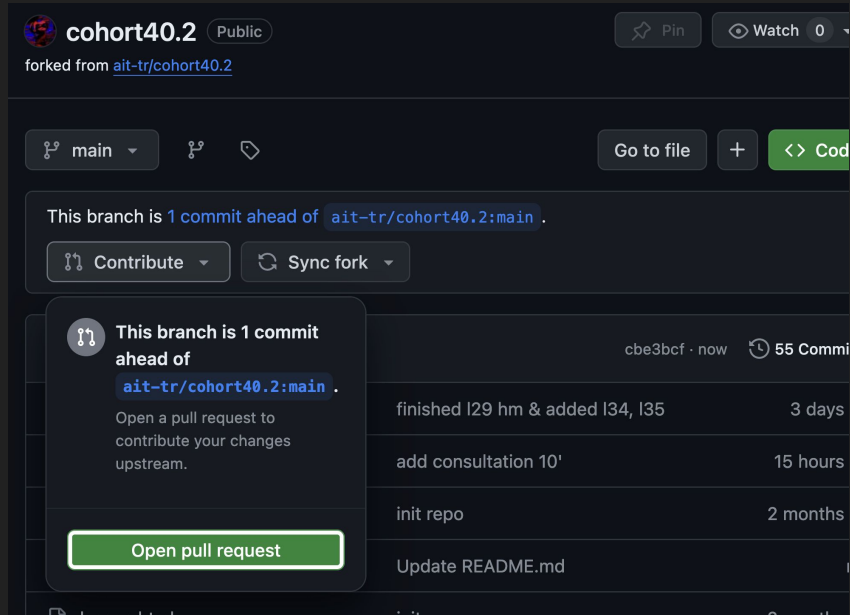 cohort40.2 Public
Pin
Watch 0
forked from ait-tr/cohort40.2
main
Go to file
+
<> Cod
This branch is 1 commit ahead of ait-tr/cohort40.2:main .
Contribute
Sync fork
This branch is 1 commit
ahead of
ait-tr/cohort40.2:main .
Open a pull request to
contribute your changes
upstream.
Open pull request
cbe3bcf · now
55 Commi
finished l29 hm & added l34, l35
3 days
add consultation 10'
15 hours
init repo
2 months
Update README.md